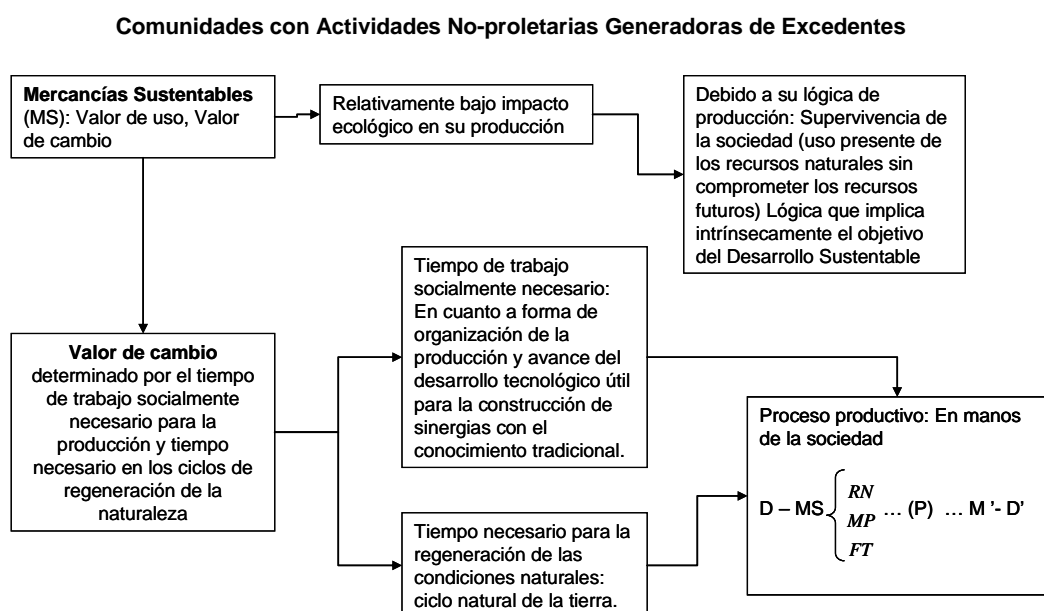 Comunidades con Actividades No-proletarias Generadoras de Excedentes
Mercancías Sustentables
(MS): Valor de uso, Valor
de cambio
Relativamente bajo impacto
ecológico en su producción
Debido a su lógica de
producción: Supervivencia de
la sociedad (uso presente de
los recursos naturales sin
comprometer los recursos
futuros) Lógica que implica
intrínsecamente el objetivo
del Desarrollo Sustentable
Valor de cambio
determinado por el tiempo
de trabajo socialmente
necesario para la
producción y tiempo
necesario en los ciclos de
regeneración de la
naturaleza
Tiempo de trabajo
socialmente necesario:
En cuanto a forma de
organización de la
producción y avance del
desarrollo tecnológico útil
para la construcción de
sinergias con el
conocimiento tradicional.
Tiempo necesario para la
regeneración de las
condiciones naturales:
ciclo natural de la tierra.
Proceso productivo: En manos
de la sociedad
RN
D – MS { MP … (P) … M '- D'
FT